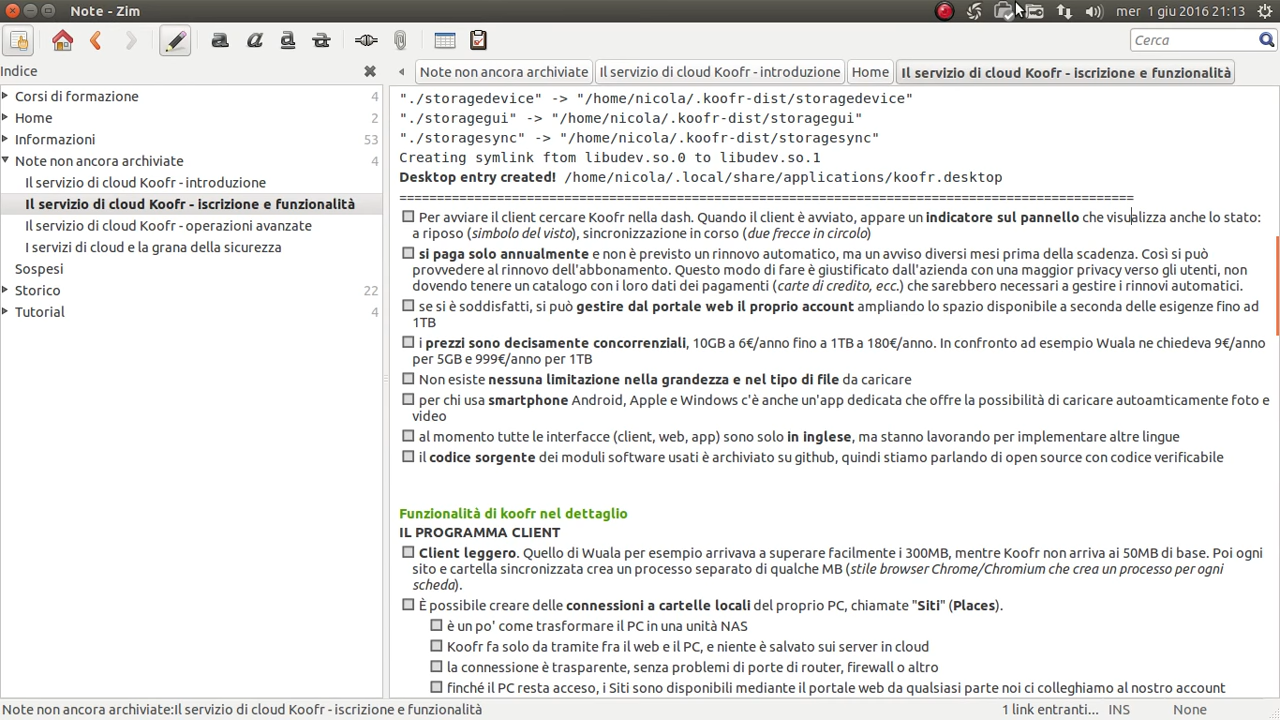 Note - Zim
mer 1 giu 2016 21:13
a a a a
Cerca
Indice
Note non ancora archiviate
Il servizio di cloud Koofr - introduzione
Home
Il servizio di cloud Koofr - iscrizione e funzionalità
Corsi di formazione 4
Home 2
Informazioni 53
Note non ancora archiviate 4
Il servizio di cloud Koofr - introduzione
Il servizio di cloud Koofr - iscrizione e funzionalità
Il servizio di cloud Koofr - operazioni avanzate
I servizi di cloud e la grana della sicurezza
Sospesi
Storico 22
Tutorial 4
"./storagedevice" -> "/home/nicola/.koofr-dist/storagedevice"
"./storagegui" -> "/home/nicola/.koofr-dist/storagegui"
"./storagesync" -> "/home/nicola/.koofr-dist/storagesync"
Creating symlink ftom libudev.so.0 to libudev.so.1
Desktop entry created! /home/nicola/.local/share/applications/koofr.desktop
==================================================================================================
Per avviare il client cercare Koofr nella dash. Quando il client è avviato, appare un indicatore sul pannello che visualizza anche lo stato:
a riposo (simbolo del visto), sincronizzazione in corso (due frecce in circolo)
si paga solo annualmente e non è previsto un rinnovo automatico, ma un avviso diversi mesi prima della scadenza. Così si può
provvedere al rinnovo dell'abbonamento. Questo modo di fare è giustificato dall'azienda con una maggior privacy verso gli utenti, non
dovendo tenere un catalogo con i loro dati dei pagamenti (carte di credito, ecc.) che sarebbero necessari a gestire i rinnovi automatici.
se si è soddisfatti, si può gestire dal portale web il proprio account ampliando lo spazio disponibile a seconda delle esigenze fino ad
1TB
i prezzi sono decisamente concorrenziali, 10GB a 6€/anno fino a 1TB a 180€/anno. In confronto ad esempio Wuala ne chiedeva 9€/anno
per 5GB e 999€/anno per 1TB
Non esiste nessuna limitazione nella grandezza e nel tipo di file da caricare
per chi usa smartphone Android, Apple e Windows c'è anche un'app dedicata che offre la possibilità di caricare autoamticamente foto e
video
al momento tutte le interfacce (client, web, app) sono solo in inglese, ma stanno lavorando per implementare altre lingue
il codice sorgente dei moduli software usati è archiviato su github, quindi stiamo parlando di open source con codice verificabile
Funzionalità di koofr nel dettaglio
IL PROGRAMMA CLIENT
Client leggero. Quello di Wuala per esempio arrivava a superare facilmente i 300MB, mentre Koofr non arriva ai 50MB di base. Poi ogni
sito e cartella sincronizzata crea un processo separato di qualche MB (stile browser Chrome/Chromium che crea un processo per ogni
scheda).
È possibile creare delle connessioni a cartelle locali del proprio PC, chiamate "Siti" (Places).
è un po' come trasformare il PC in una unità NAS
Koofr fa solo da tramite fra il web e il PC, e niente è salvato sui server in cloud
la connessione è trasparente, senza problemi di porte di router, firewall o altro
finché il PC resta acceso, i Siti sono disponibili mediante il portale web da qualsiasi parte noi ci colleghiamo al nostro account
Note non ancora archiviate:Il servizio di cloud Koofr - iscrizione e funzionalità
1 link entranti... INS None